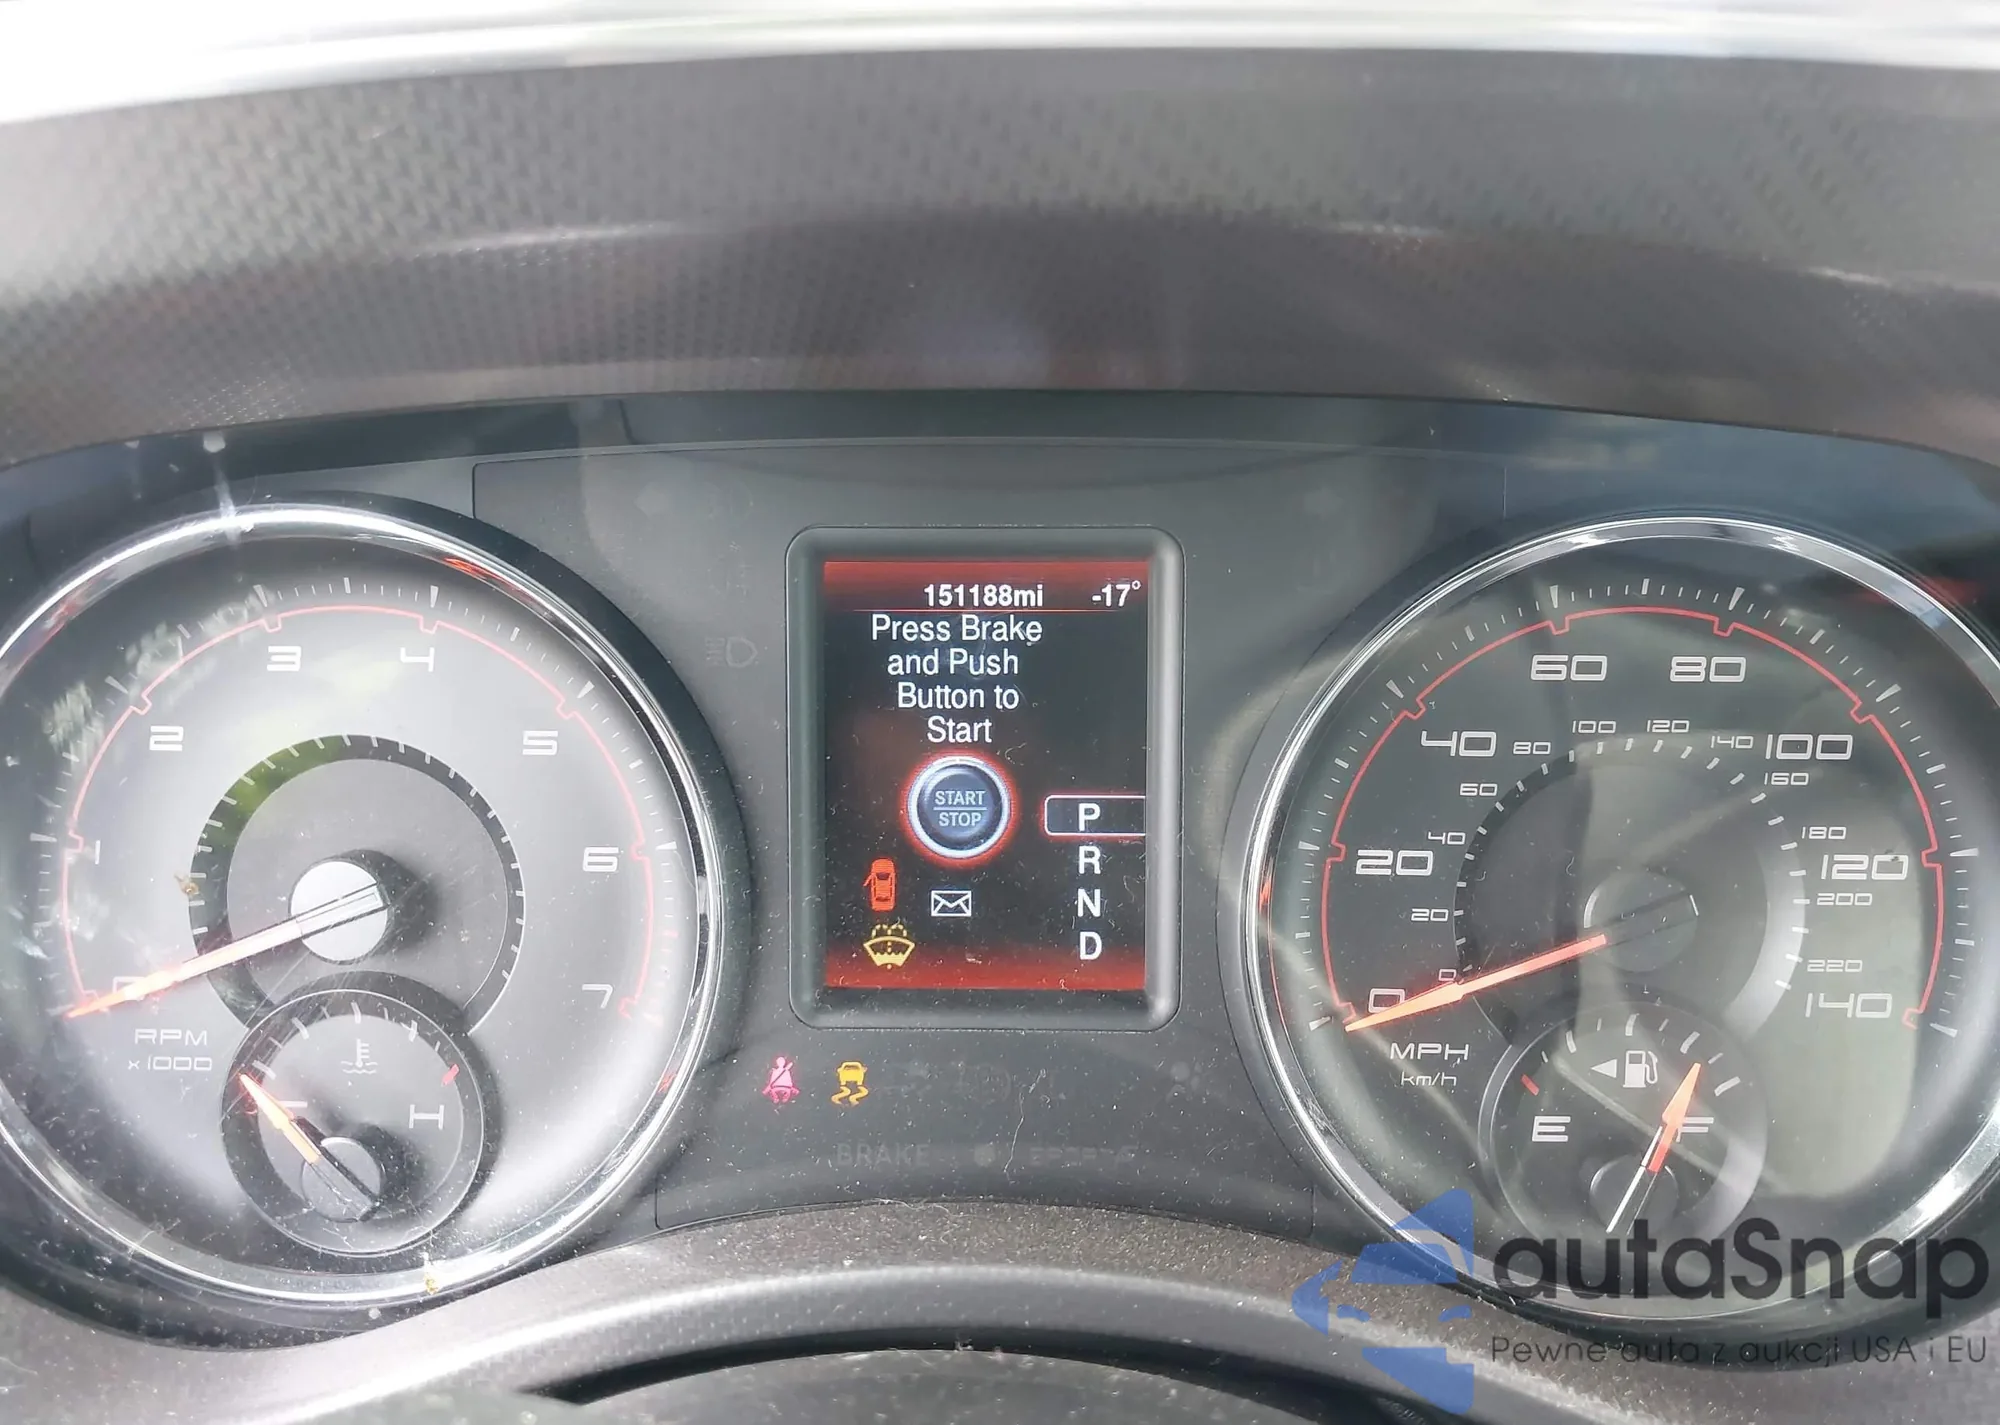 151188mi -17°
Press Brake
and Push
Button to
Start
START
STOP
P
R
N
D
1
2
3
4
5
6
7
0
RPM
x1000
H
0
20
40
60
80
100
120
140
0
20
40
60
80
100
120
140
160
180
200
220
MPH
km/h
E
F
BRAKE
autaSnap
Pewne auta z aukcji USA i EU